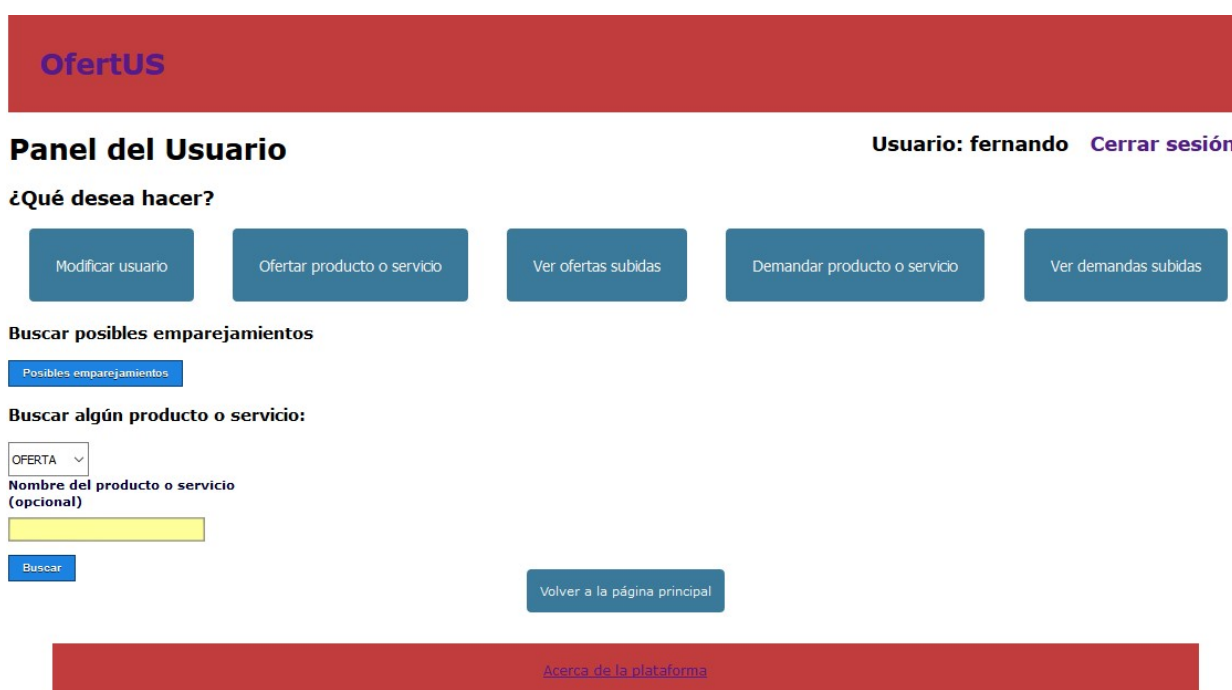 OfertUS
Panel del Usuario
Usuario: fernando Cerrar sesión
¿Qué desea hacer?
Modificar usuario
Ofertar producto o servicio
Ver ofertas subidas
Demandar producto o servicio
Ver demandas subidas
Buscar posibles emparejamientos
Posibles emparejamientos
Buscar algún producto o servicio:
OFERTA
Nombre del producto o servicio
(opcional)
Buscar
Volver a la página principal
Acerca de la plataforma